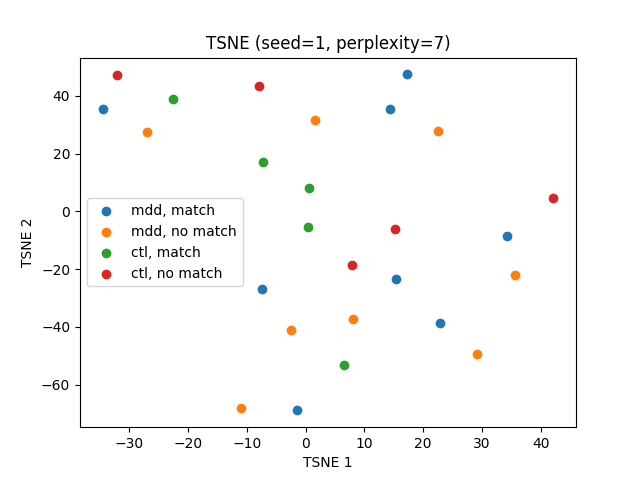 TSNE (seed=1, perplexity=7)
TSNE 2
40
20
0
−20
−40
−60
mdd, match
mdd, no match
ctl, match
ctl, no match
−30
−20
−10
0
10
20
30
40
TSNE 1